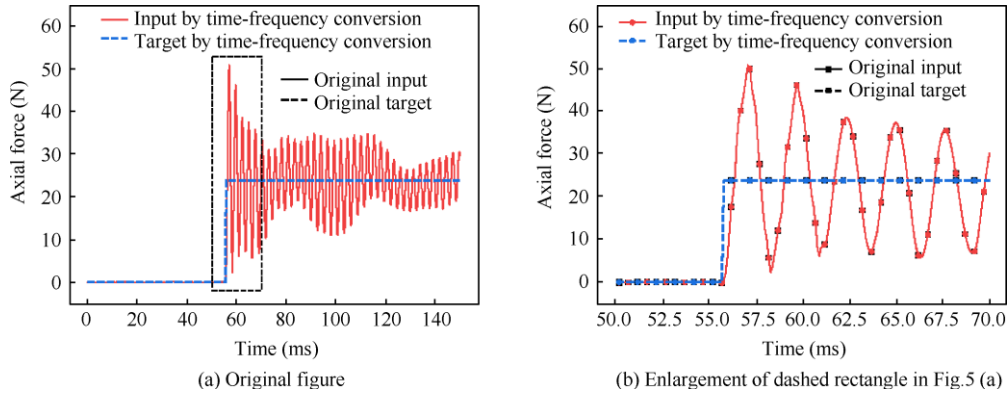 Input by time-frequency conversion
Target by time-frequency conversion
Original input
Original target
Axial force (N)
60
50
40
30
20
10
0
0 20 40 60 80 100 120 140
Time (ms)
(a) Original figure
Input by time-frequency conversion
Target by time-frequency conversion
Original input
Original target
Axial force (N)
60
50
40
30
20
10
0
50.0 52.5 55.0 57.5 60.0 62.5 65.0 67.5 70.0
Time (ms)
(b) Enlargement of dashed rectangle in Fig.5 (a)